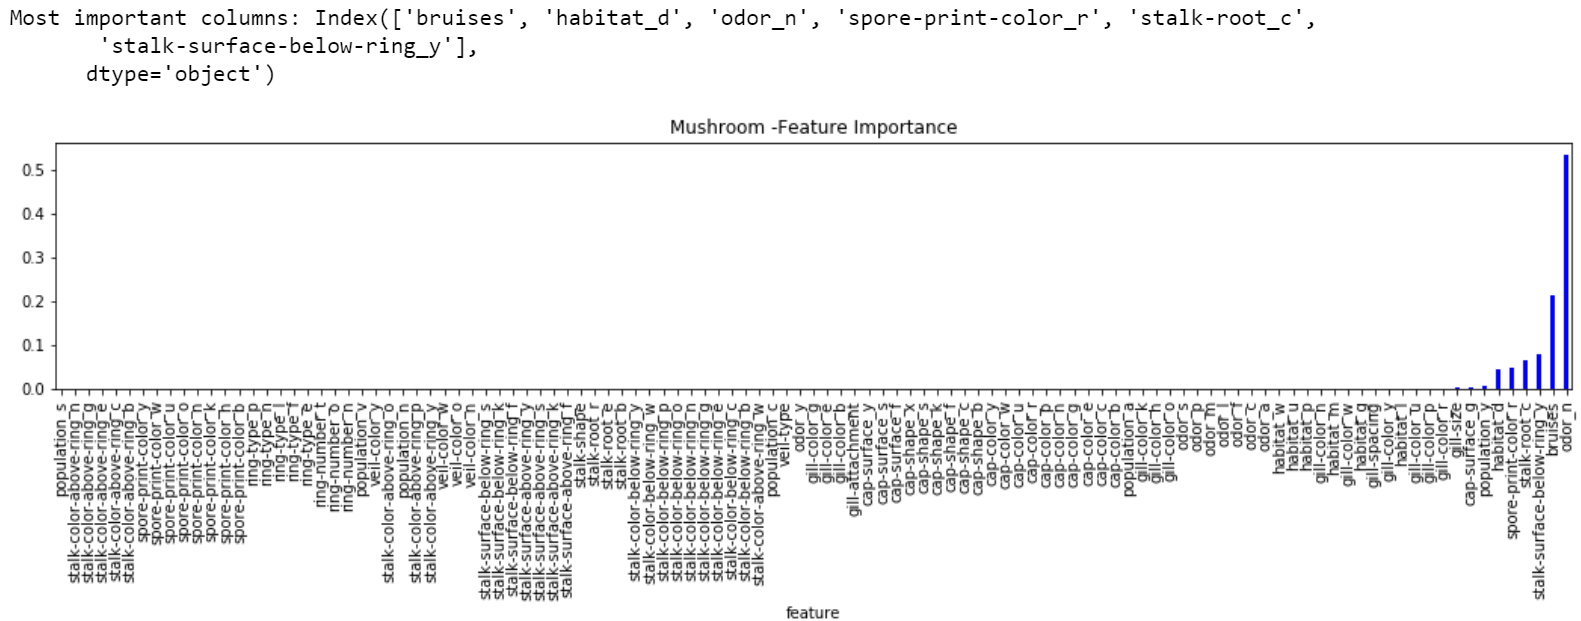 Most important columns: Index(['bruises', 'habitat_d', 'odor_n', 'spore-print-color_r', 'stalk-root_c',
'stalk-surface-below-ring_y'],
dtype='object')
Mushroom -Feature Importance
0.5
0.4
0.3
0.2
0.1
0.0
population_s
stalk-color-above-ring_n
stalk-color-above-ring_g
stalk-color-above-ring_e
stalk-color-above-ring_c
stalk-color-above-ring_b
spore-print-color_y
spore-print-color_w
spore-print-color_u
spore-print-color_o
spore-print-color_n
spore-print-color_k
spore-print-color_h
spore-print-color_b
ring-type_p
ring-type_n
ring-type_l
ring-type_f
ring-type_e
ring-number_t
ring-number_o
ring-number_n
population_v
veil-color_y
stalk-color-above-ring_o
population_n
stalk-color-above-ring_p
stalk-color-above-ring_y
veil-color_w
veil-color_o
veil-color_n
stalk-surface-below-ring_s
stalk-surface-below-ring_k
stalk-surface-below-ring_f
stalk-surface-above-ring_y
stalk-surface-above-ring_s
stalk-surface-above-ring_k
stalk-surface-above-ring_f
stalk-shape
stalk-root_r
stalk-root_e
stalk-root_b
stalk-color-below-ring_y
stalk-color-below-ring_w
stalk-color-below-ring_p
stalk-color-below-ring_o
stalk-color-below-ring_n
stalk-color-below-ring_g
stalk-color-below-ring_e
stalk-color-below-ring_c
stalk-color-below-ring_b
stalk-color-above-ring_w
population_c
veil-type
odor_y
gill-color_g
gill-color_e
gill-color_b
gill-attachment
cap-surface_y
cap-surface_s
cap-surface_f
cap-shape_x
cap-shape_s
cap-shape_k
cap-shape_f
cap-shape_c
cap-shape_b
cap-color_y
cap-color_w
cap-color_u
cap-color_r
cap-color_p
cap-color_n
cap-color_g
cap-color_e
cap-color_c
cap-color_b
population_a
gill-color_k
gill-color_h
gill-color_o
odor_s
odor_p
odor_m
odor_l
odor_f
odor_c
odor_a
habitat_w
habitat_u
habitat_p
gill-color_n
habitat_m
gill-color_w
habitat_g
gill-spacing
gill-color_y
habitat_l
gill-color_u
gill-color_p
gill-color_r
gill-size
cap-surface_g
population_y
habitat_d
spore-print-color_r
stalk-root_c
stalk-surface-below-ring_y
bruises
odor_n
feature